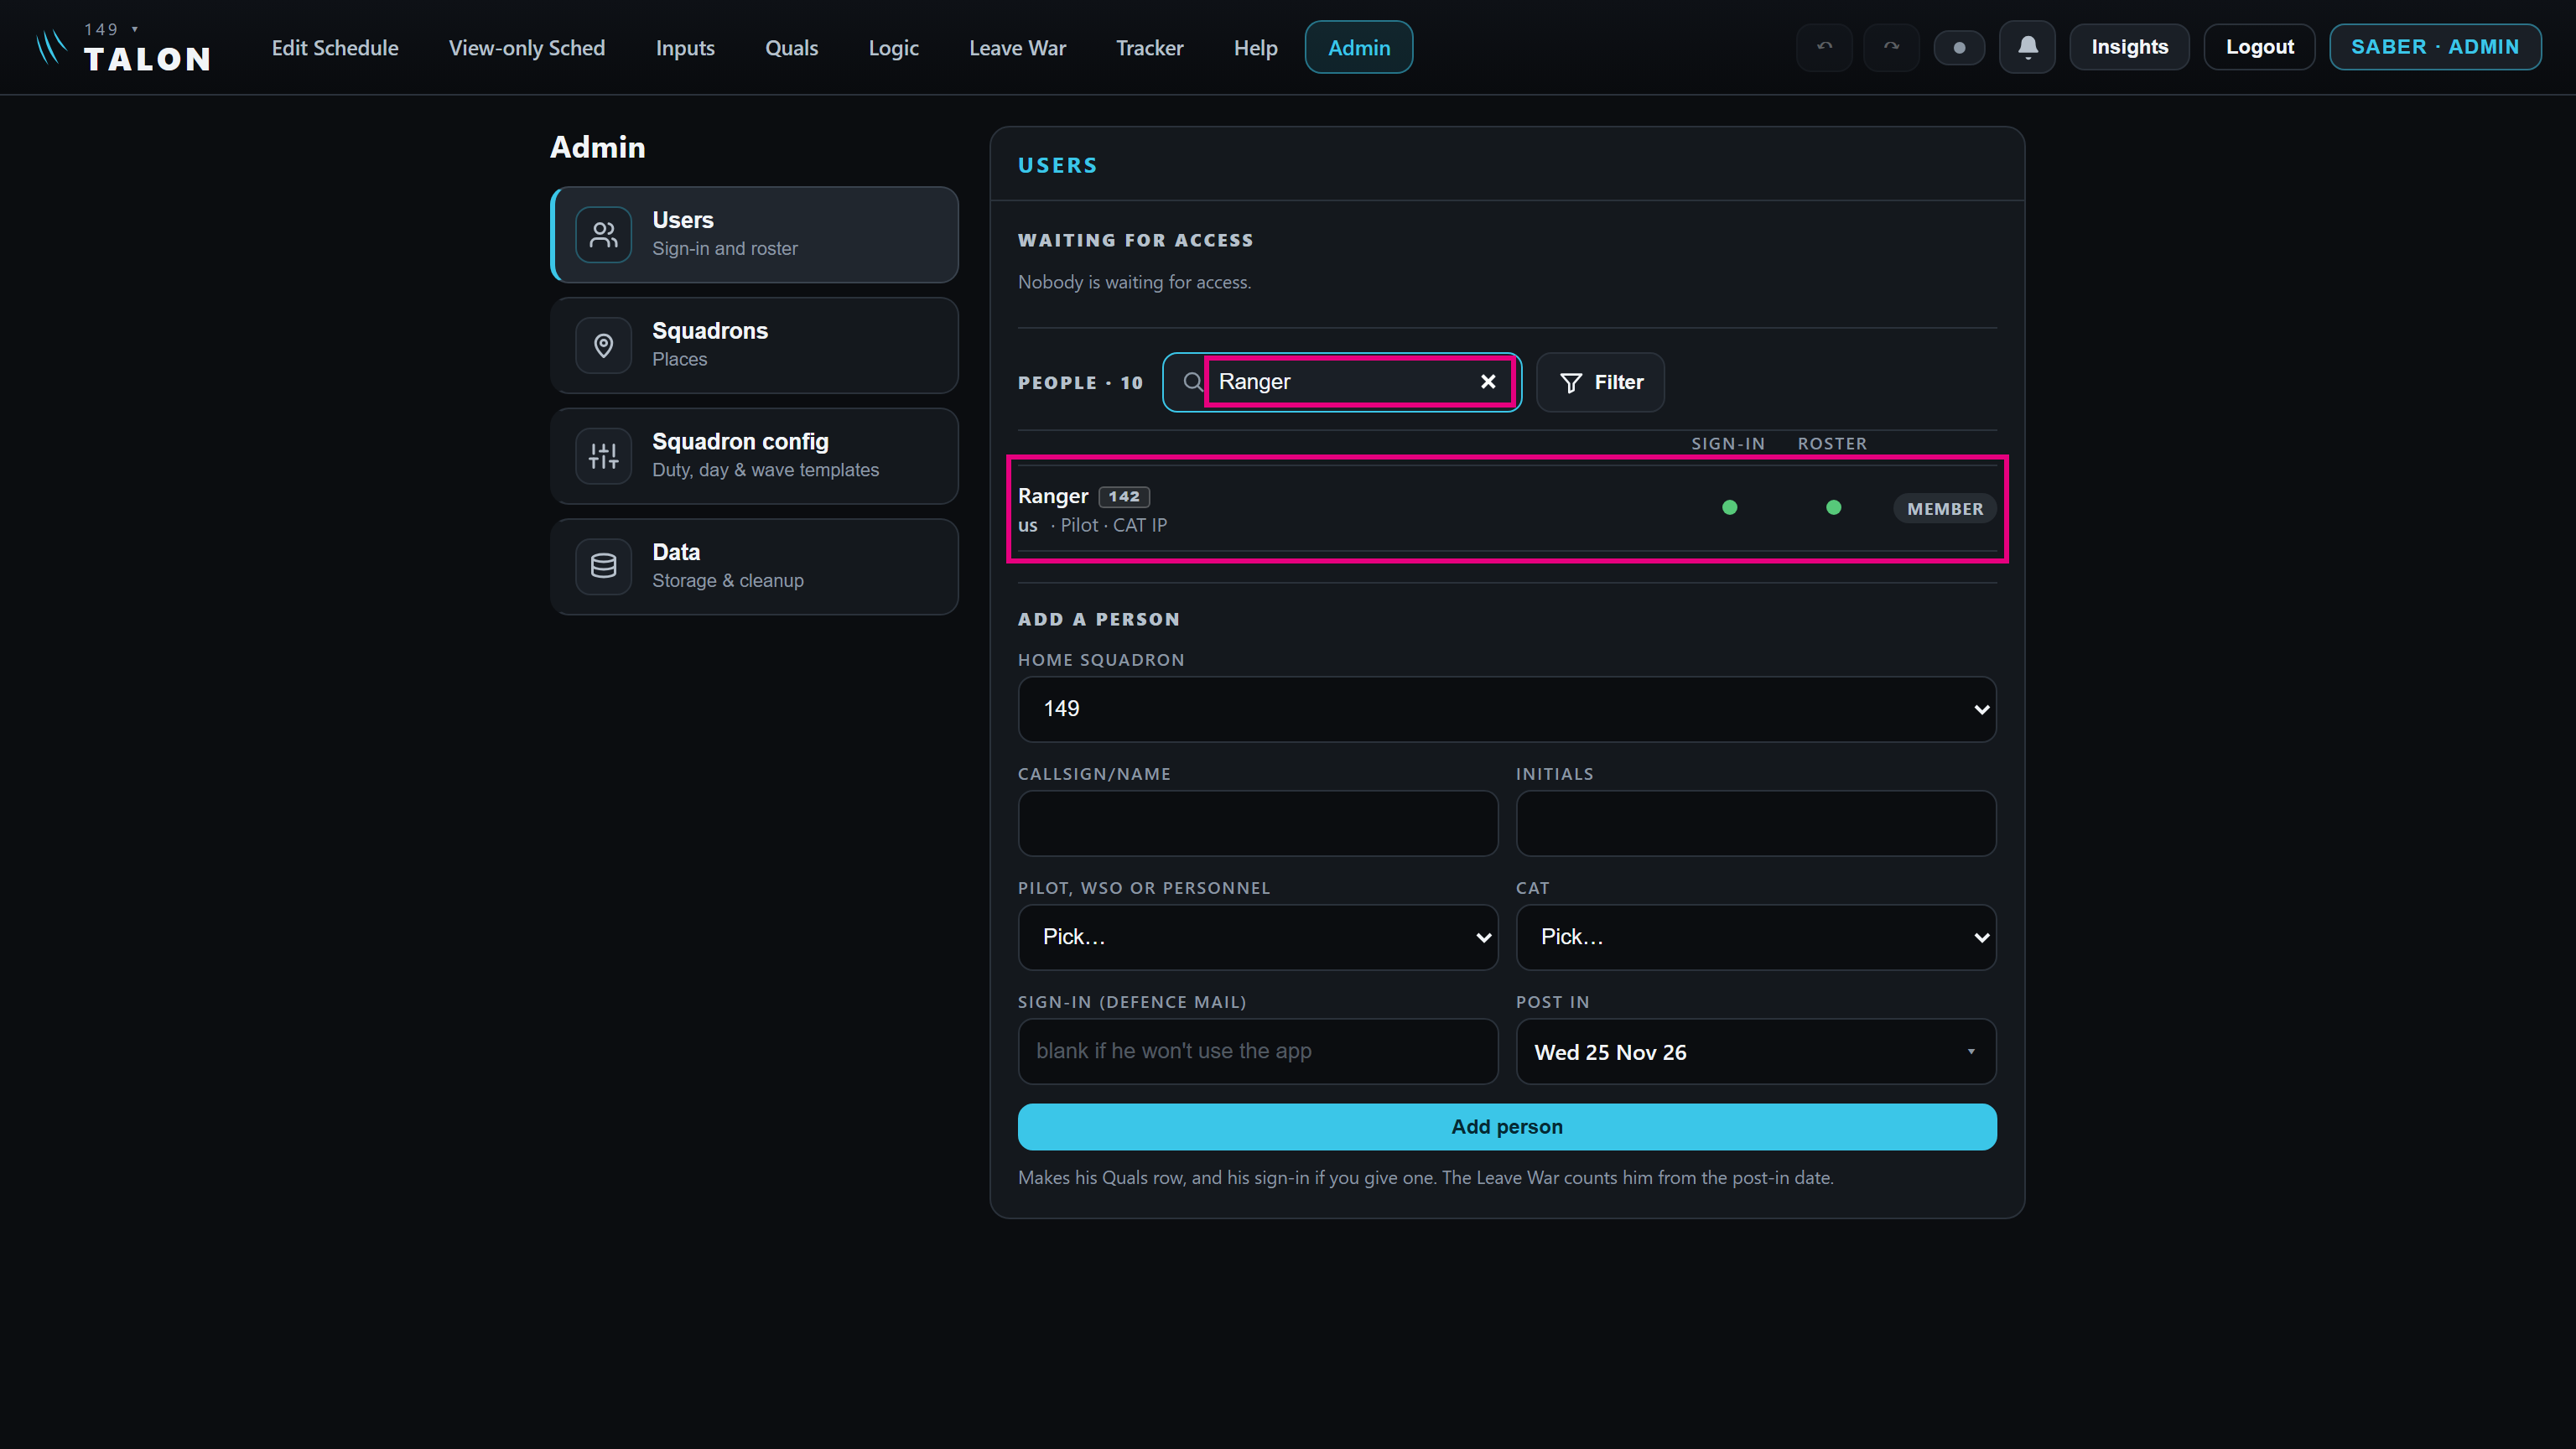 149 ▾
TALON
Edit Schedule
View-only Sched
Inputs
Quals
Logic
Leave War
Tracker
Help
Admin
Insights
Logout
SABER · ADMIN
Admin
Users
Sign-in and roster
Squadrons
Places
Squadron config
Duty, day & wave templates
Data
Storage & cleanup
USERS
WAITING FOR ACCESS
Nobody is waiting for access.
PEOPLE · 10
Ranger
Filter
SIGN-IN
ROSTER
Ranger 142
us · Pilot · CAT IP
MEMBER
ADD A PERSON
HOME SQUADRON
149
CALLSIGN/NAME
INITIALS
PILOT, WSO OR PERSONNEL
CAT
Pick...
Pick...
SIGN-IN (DEFENCE MAIL)
POST IN
blank if he won't use the app
Wed 25 Nov 26
Add person
Makes his Quals row, and his sign-in if you give one. The Leave War counts him from the post-in date.